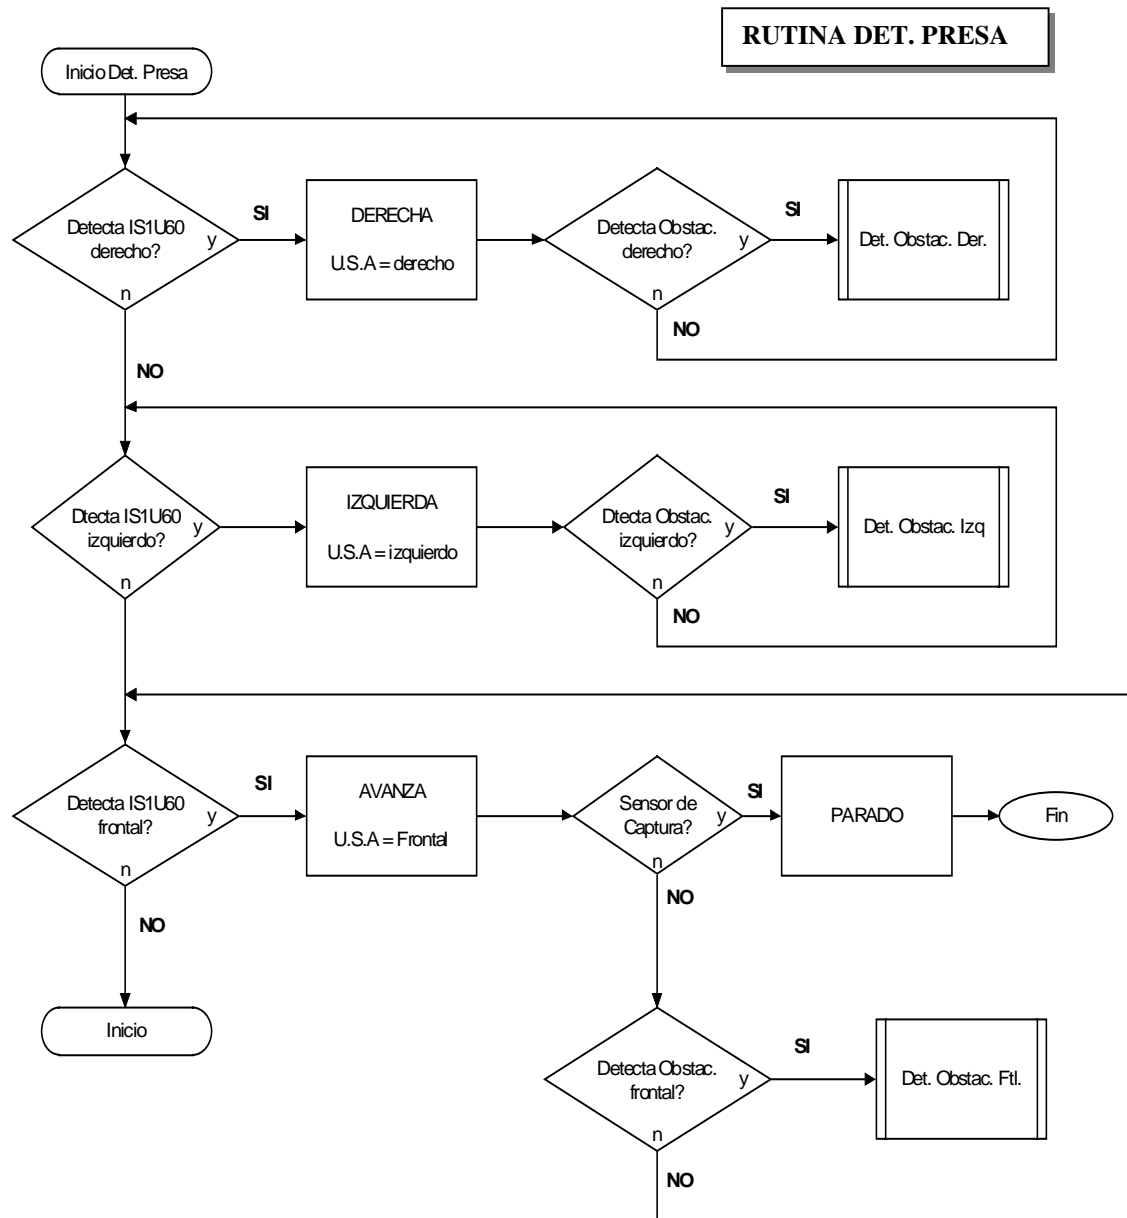 RUTINA DET. PRESA
Inicio Det. Presa
Detecta IS1U60
derecho?
y
n
SI
DERECHA
U.S.A = derecho
Detecta Obstac.
derecho?
y
n
SI
Det. Obstac. Der.
NO
NO
Dtecta IS1U60
izquierdo?
y
n
IZQUIERDA
U.S.A = izquierdo
Dtecta Obstac.
izquierdo?
y
n
SI
Det. Obstac. Izq
NO
Detecta IS1U60
frontal?
y
n
SI
AVANZA
U.S.A = Frontal
Sensor de
Captura?
y
n
SI
PARADO
Fin
NO
NO
Inicio
Detecta Obstac.
frontal?
y
n
SI
Det. Obstac. Ftl.
NO